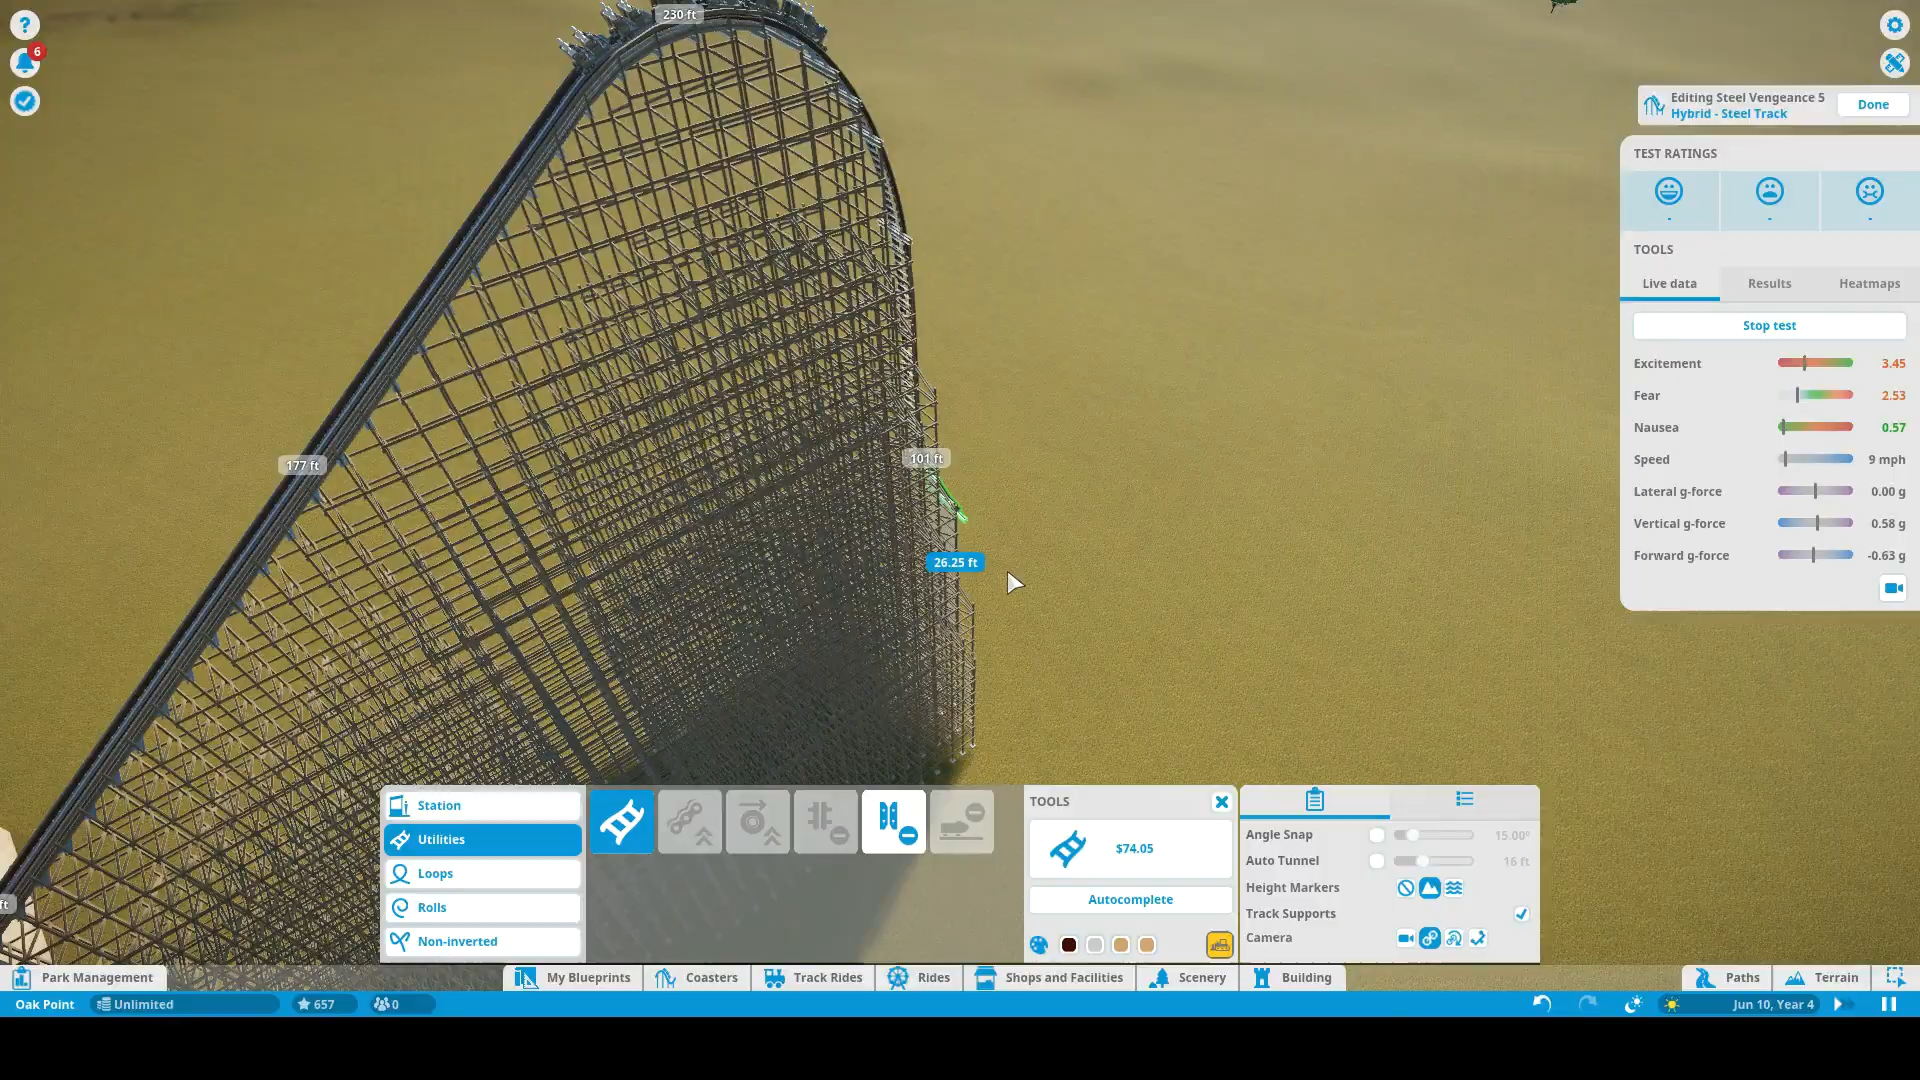 230 ft
6
Editing Steel Vengeance 5
Hybrid - Steel Track
Done
TEST RATINGS
-
-
-
TOOLS
Live data
Results
Heatmaps
Stop test
Excitement
3.45
Fear
2.53
Nausea
0.57
Speed
9 mph
Lateral g-force
0.00 g
Vertical g-force
0.58 g
Forward g-force
-0.63 g
177 ft
101 ft
26.25 ft
ft
Station
Utilities
Loops
Rolls
Non-inverted
TOOLS
$74.05
Autocomplete
Angle Snap
15.00°
Auto Tunnel
16 ft
Height Markers
Track Supports
Camera
Park Management
My Blueprints
Coasters
Track Rides
Rides
Shops and Facilities
Scenery
Building
Paths
Terrain
Oak Point
Unlimited
657
0
Jun 10, Year 4